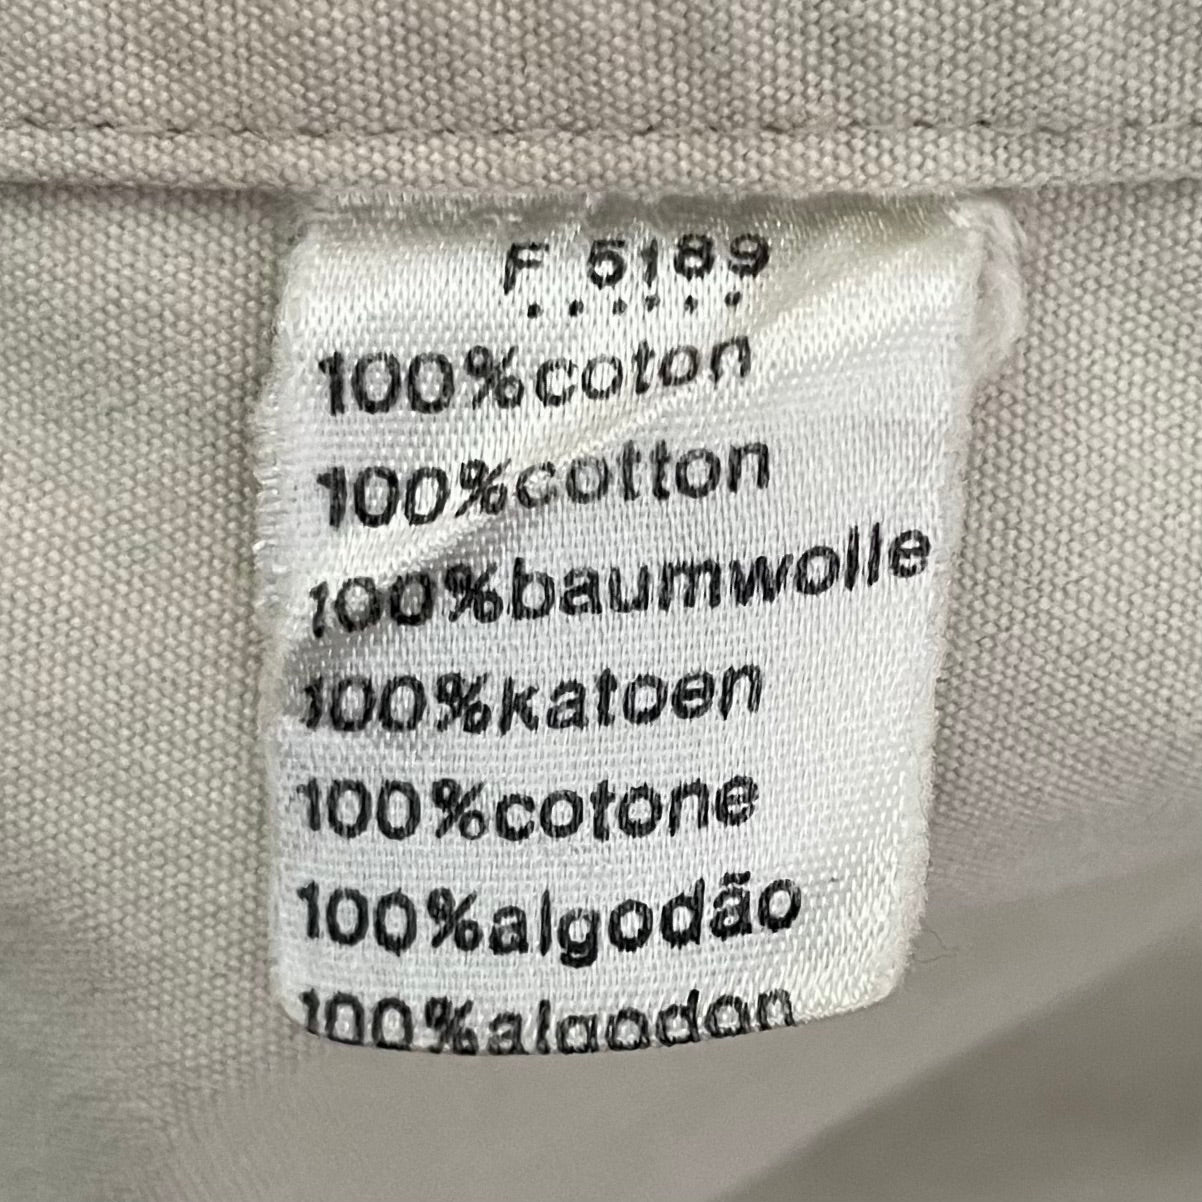 F 5189
100%coton
100%cotton
100%baumwolle
100%katoen
100%cotone
100%algodão
100%algodon